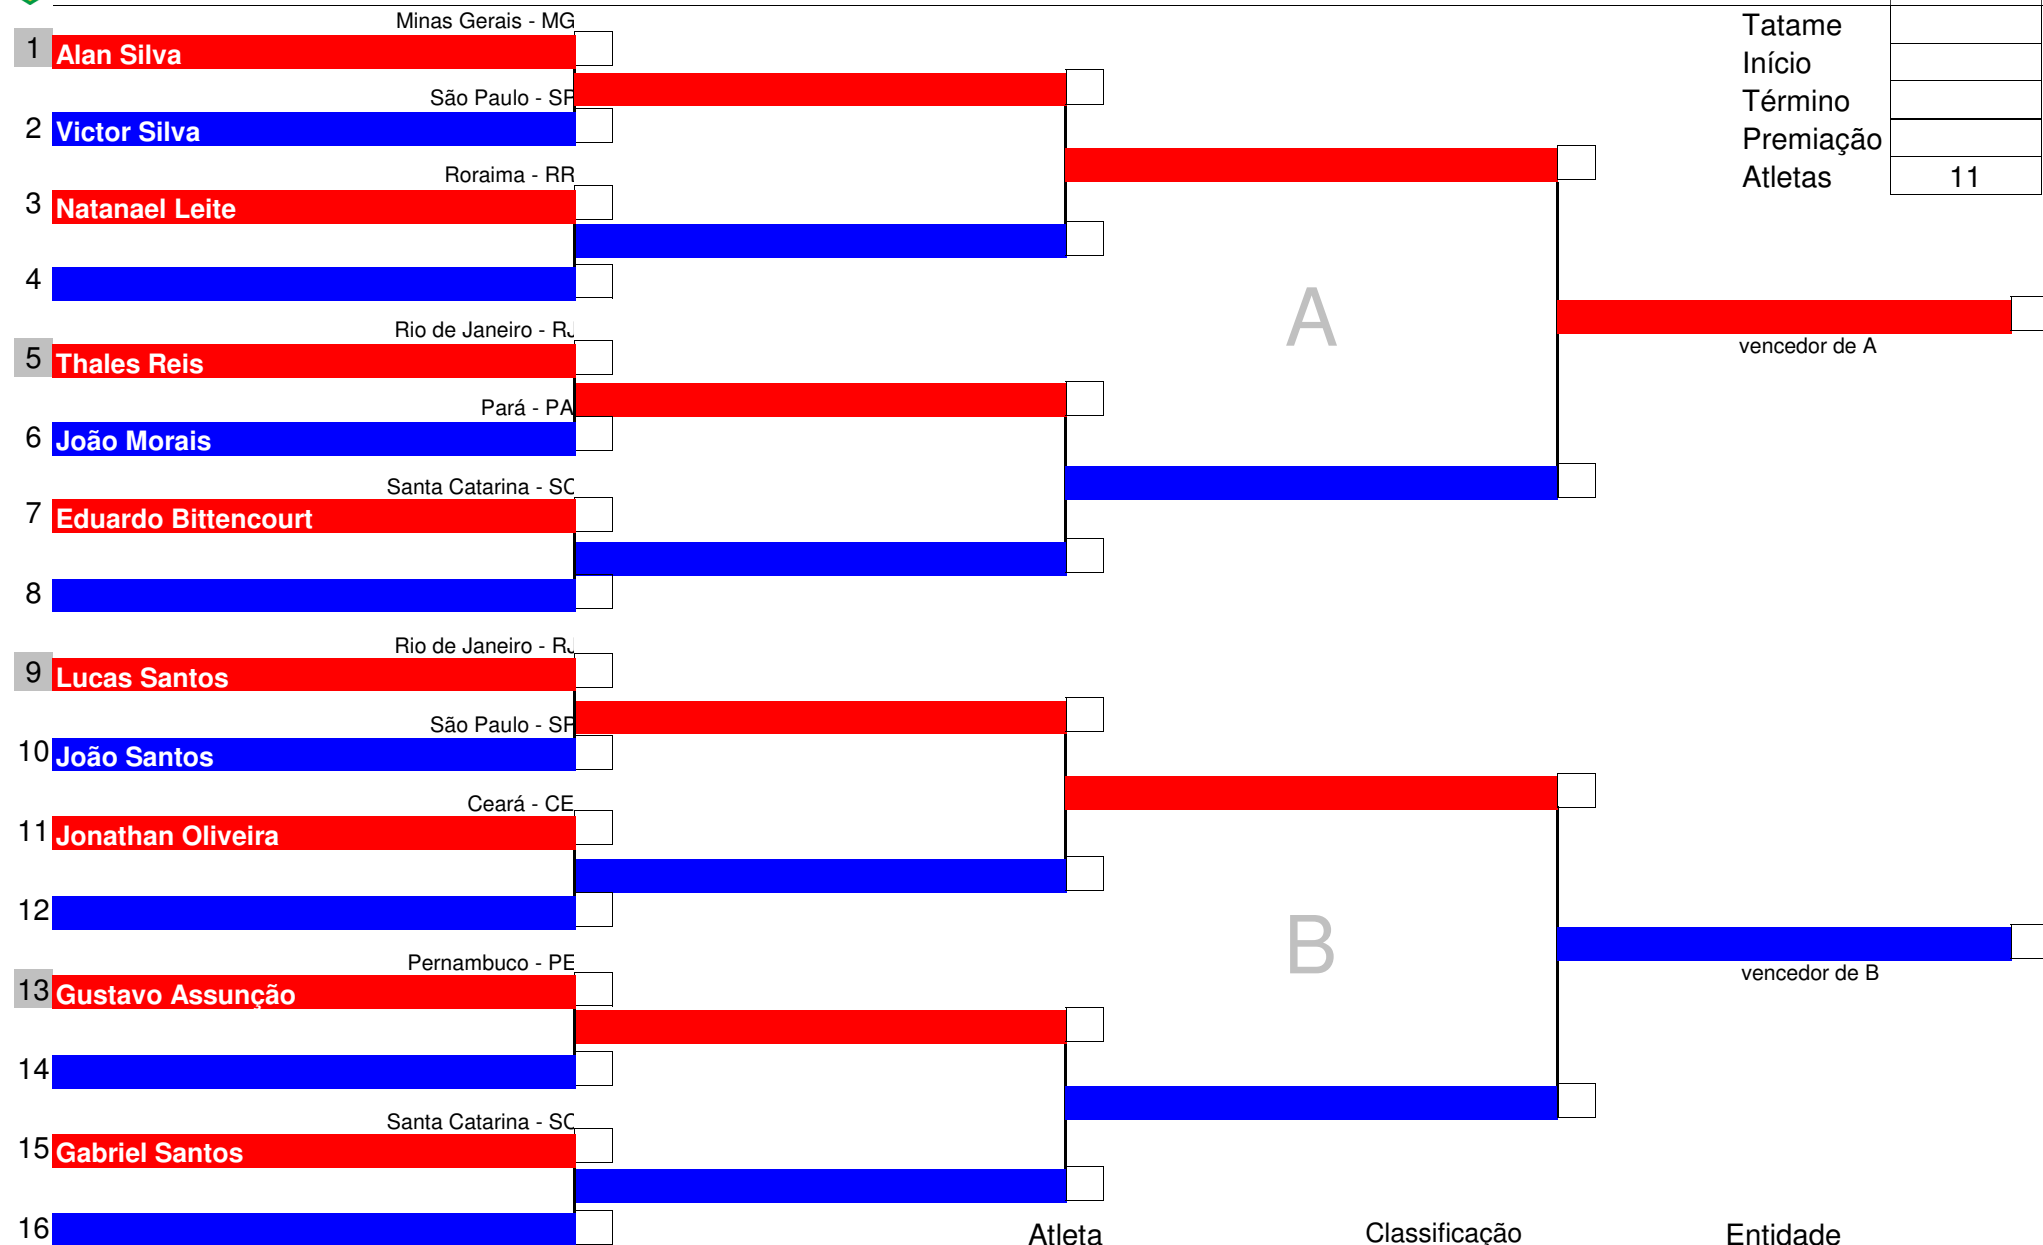 Minas Gerais - MG
1 Alan Silva
São Paulo - SP
2 Victor Silva
Roraima - RR
3 Natanael Leite
4
Rio de Janeiro - RJ
5 Thales Reis
Pará - PA
6 João Morais
Santa Catarina - SC
7 Eduardo Bittencourt
8
Rio de Janeiro - RJ
9 Lucas Santos
São Paulo - SP
10 João Santos
Ceará - CE
11 Jonathan Oliveira
12
Pernambuco - PE
13 Gustavo Assunção
14
Santa Catarina - SC
15 Gabriel Santos
16
A
B
Tatame
Início
Término
Premiação
Atletas 11
vencedor de A
vencedor de B
Atleta Classificação Entidade